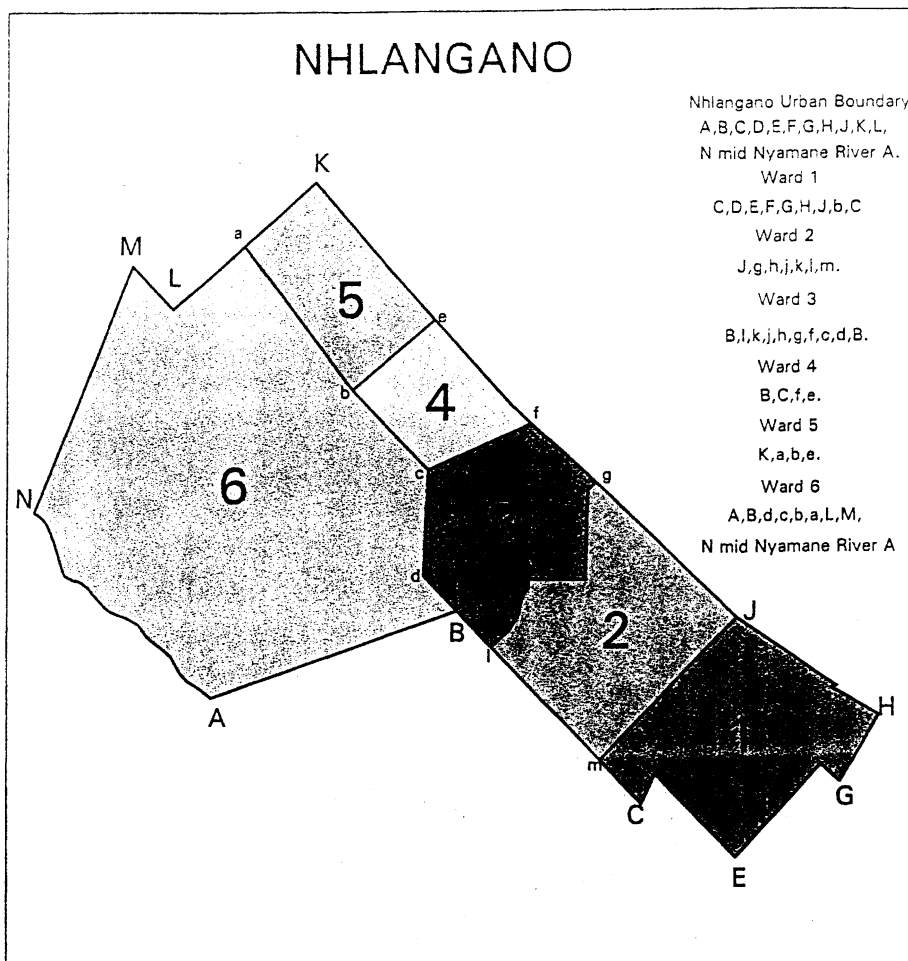 NHLANGANO
Nhlangano Urban Boundary
A,B,C,D,E,F,G,H,J,K,L,
N mid Nyamane River A.
Ward 1
C,D,E,F,G,H,J,b,C
Ward 2
J,g,h,j,k,l,m.
Ward 3
B,l,k,j,h,g,f,c,d,B.
Ward 4
B,C,f,e.
Ward 5
K,a,b,e.
Ward 6
A,B,d,c,b,a,L,M,
N mid Nyamane River A
K
a
M
L
5
e
b
4
f
c
g
N
6
d
B
l
2
J
A
H
m
G
C
E